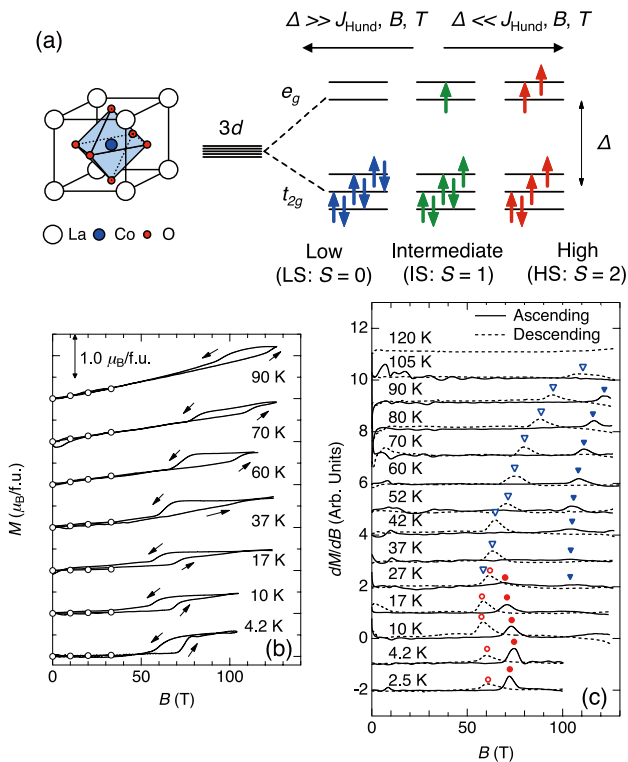 (a)
Δ >> J_Hund, B, T
Δ << J_Hund, B, T
e_g
3d
Δ
t_2g
La Co O
Low
(LS: S = 0)
Intermediate
(IS: S = 1)
High
(HS: S = 2)
1.0 μ_B/f.u.
90 K
70 K
60 K
37 K
17 K
10 K
4.2 K
(b)
M (μ_B/f.u.)
0 50 100
B (T)
Ascending
Descending
12
10
8
6
4
2
0
-2
dM/dB (Arb. Units)
120 K
105 K
90 K
80 K
70 K
60 K
52 K
42 K
37 K
27 K
17 K
10 K
4.2 K
2.5 K
(c)
0 100
B (T)